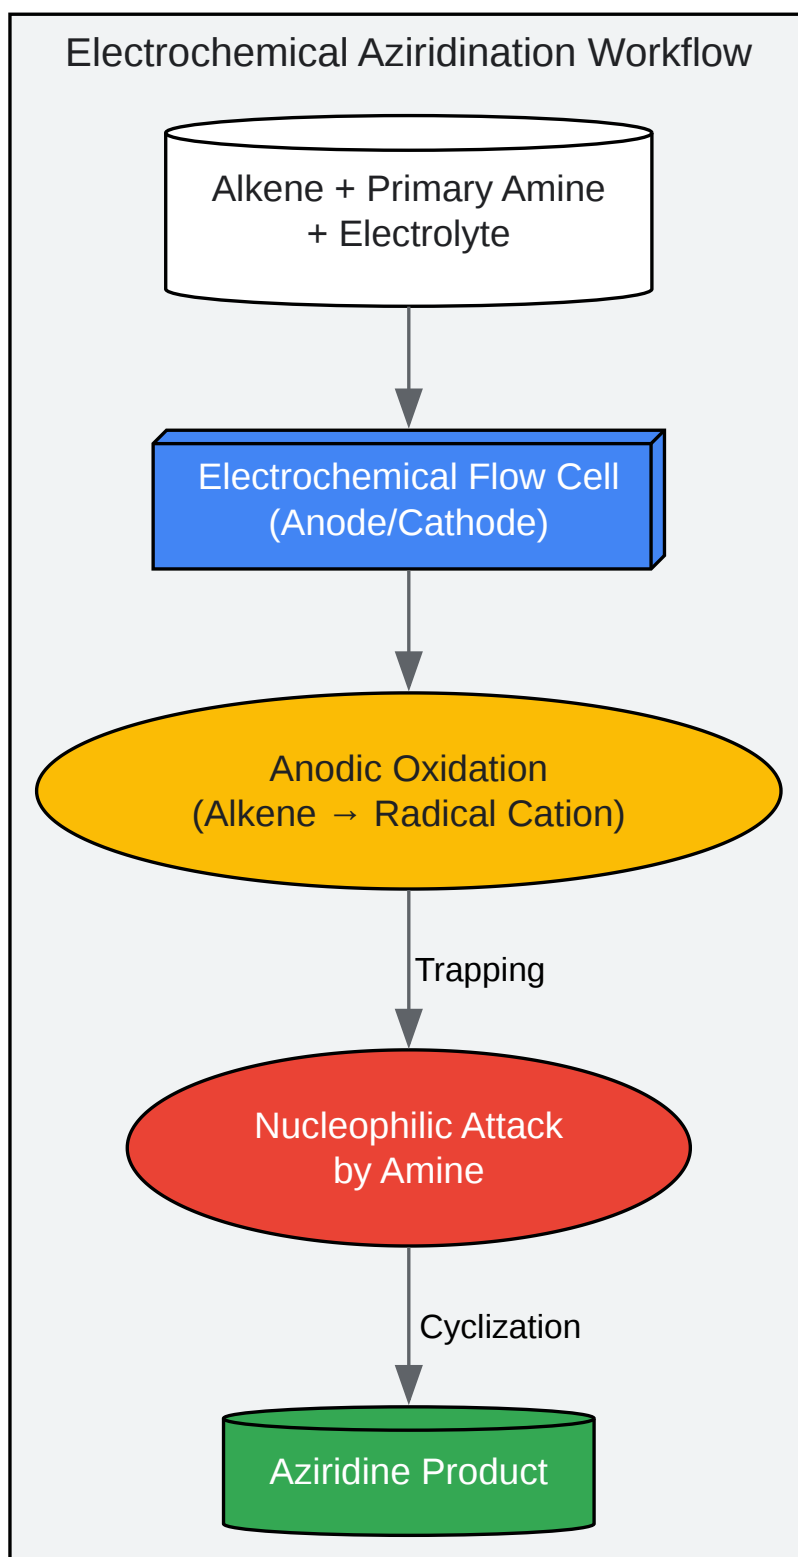 Electrochemical Aziridination Workflow
Alkene + Primary Amine
+ Electrolyte
Electrochemical Flow Cell
(Anode/Cathode)
Anodic Oxidation
(Alkene → Radical Cation)
Trapping
Nucleophilic Attack
by Amine
Cyclization
Aziridine Product